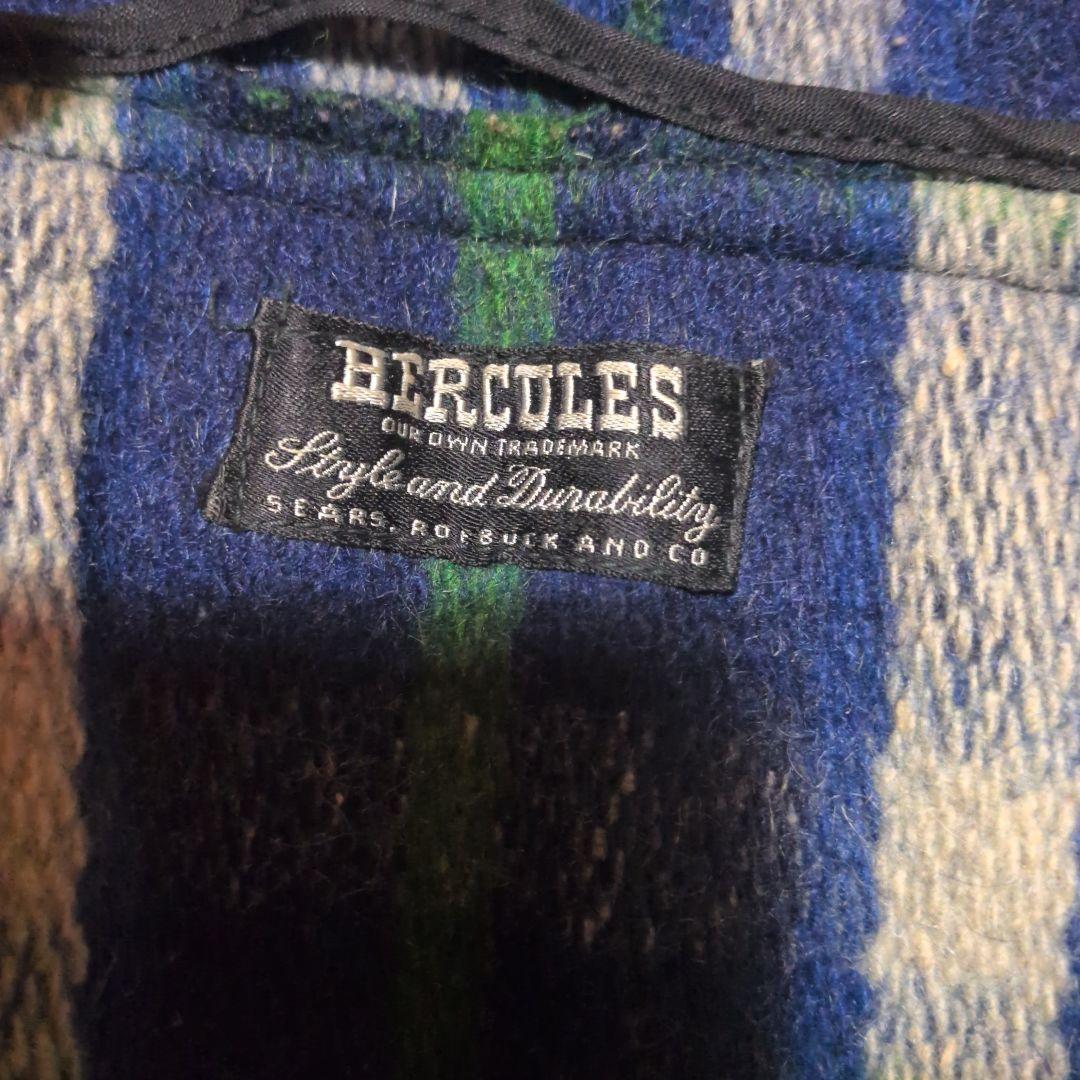 HERCULES
OUR OWN TRADEMARK
Style and Durability
SEARS, ROEBUCK AND CO